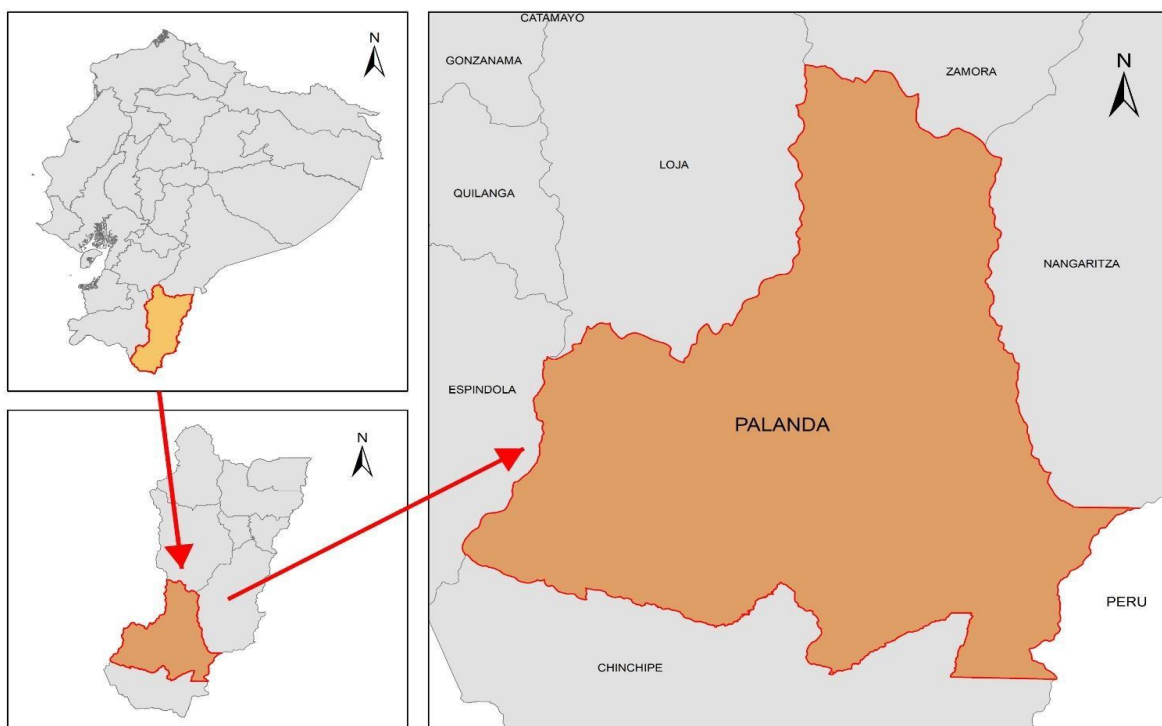 N
N
CATAMAYO
GONZANAMA
ZAMORA
N
LOJA
QUILANGA
NANGARITZA
ESPINDOLA
PALANDA
PERU
CHINCHIPE